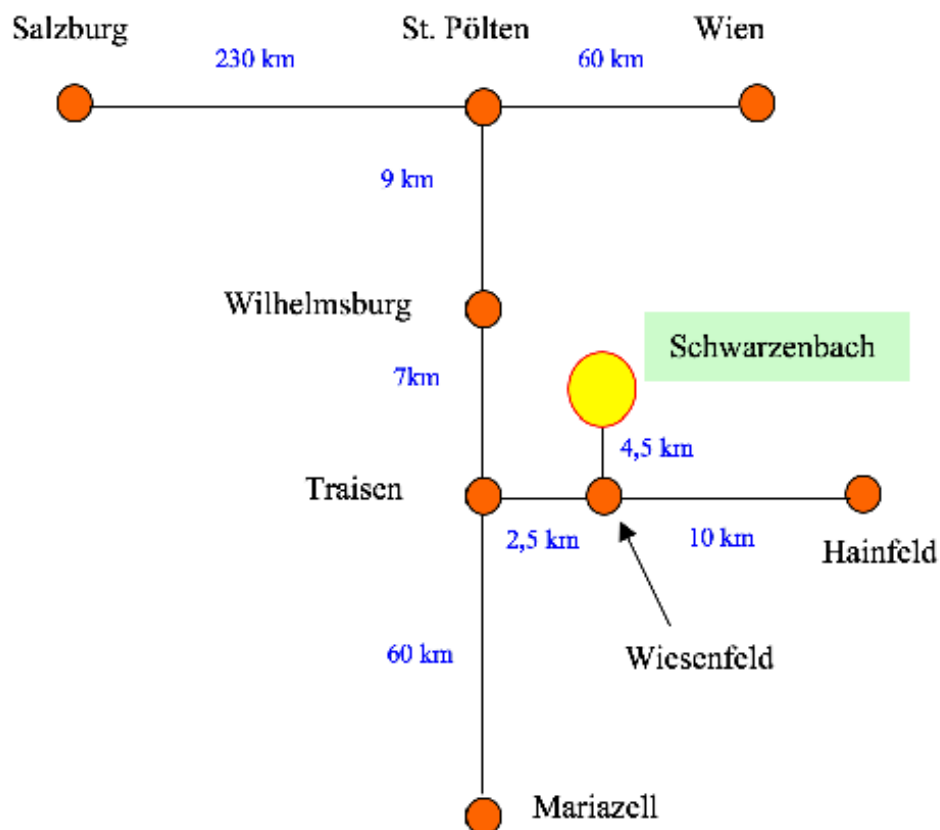 Salzburg
St. Pölten
Wien
230 km
60 km
9 km
Wilhelmsburg
Schwarzenbach
7km
4,5 km
Traisen
2,5 km
10 km
Hainfeld
60 km
Wiesenfeld
Mariazell